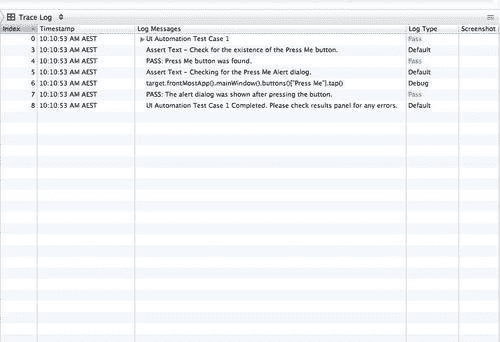 Trace Log
Index Timestamp Log Messages Log Type Screenshot
0 10:10:53 AM AEST UI Automation Test Case 1 Pass
3 10:10:53 AM AEST Assert Text - Check for the existence of the Press Me button. Default
4 10:10:53 AM AEST PASS: Press Me button was found. Pass
5 10:10:53 AM AEST Assert Text - Checking for the Press Me Alert dialog. Default
6 10:10:53 AM AEST target.frontMostApp().mainWindow().buttons()["Press Me"].tap() Debug
7 10:10:53 AM AEST PASS: The alert dialog was shown after pressing the button. Pass
8 10:10:53 AM AEST UI Automation Test Case 1 Completed. Please check results panel for any errors. Default